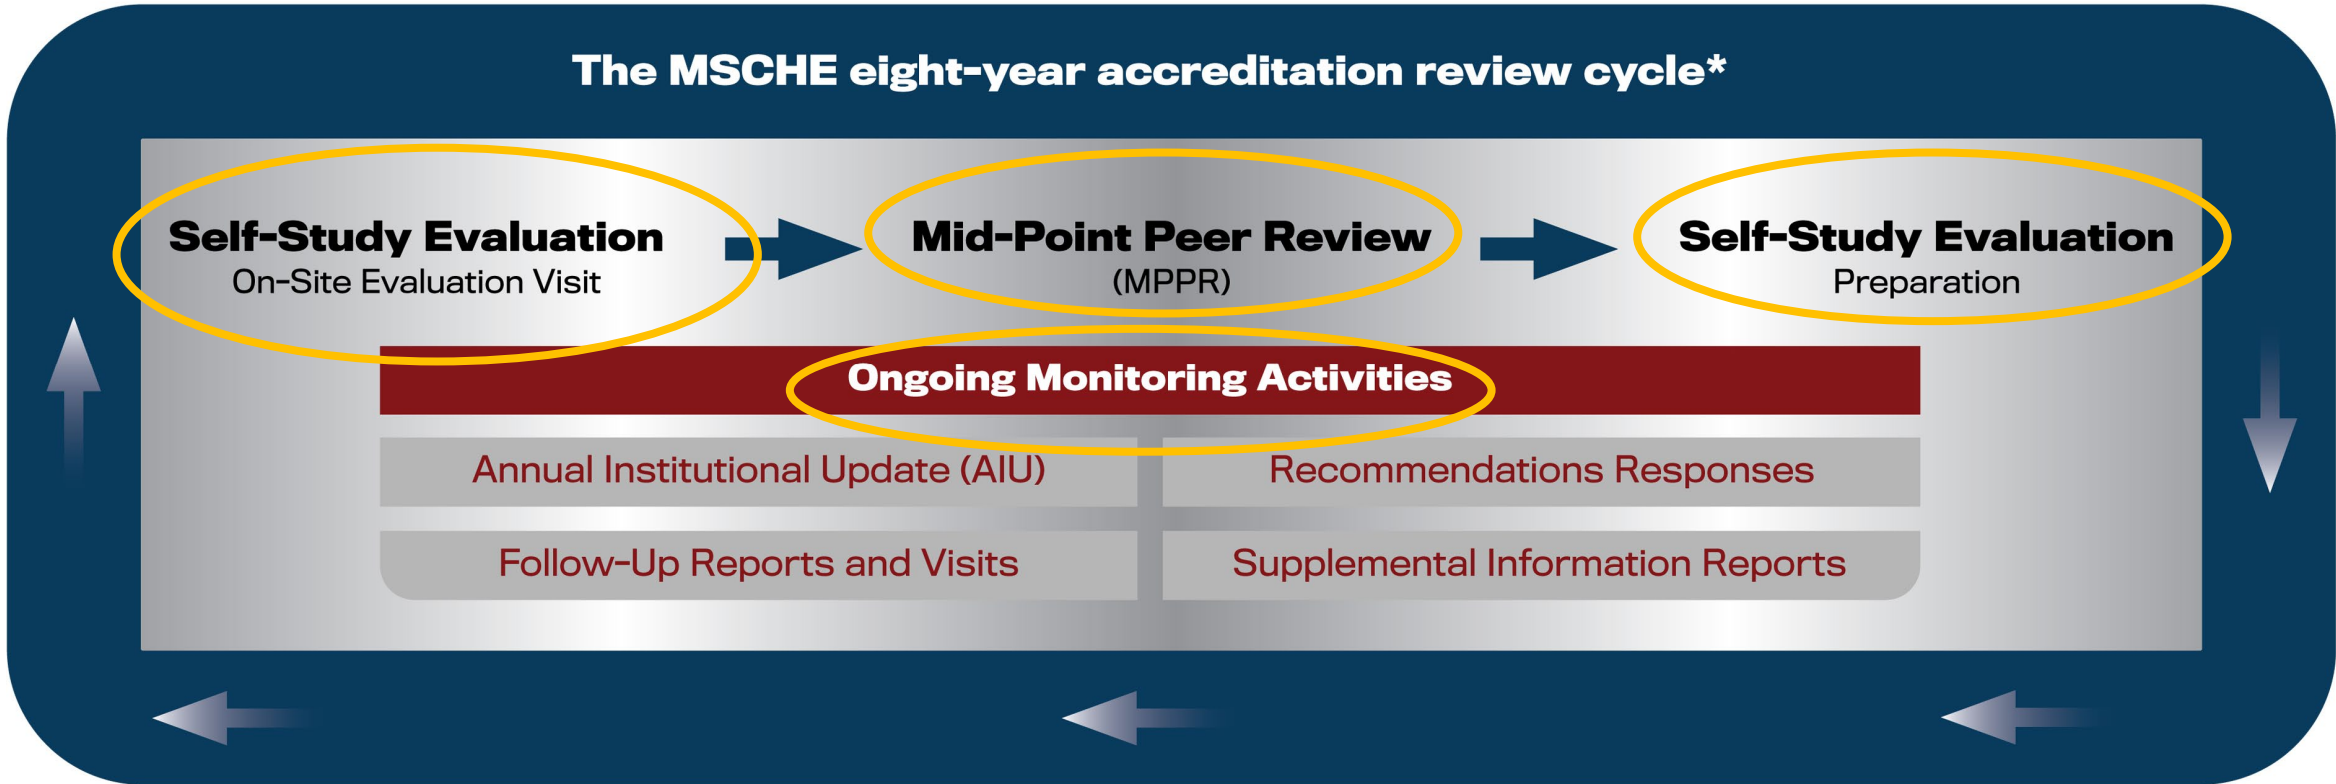 The MSCHE eight-year accreditation review cycle*
Self-Study Evaluation
On-Site Evaluation Visit
Mid-Point Peer Review
(MPPR)
Self-Study Evaluation
Preparation
Ongoing Monitoring Activities
Annual Institutional Update (AIU)
Recommendations Responses
Follow-Up Reports and Visits
Supplemental Information Reports